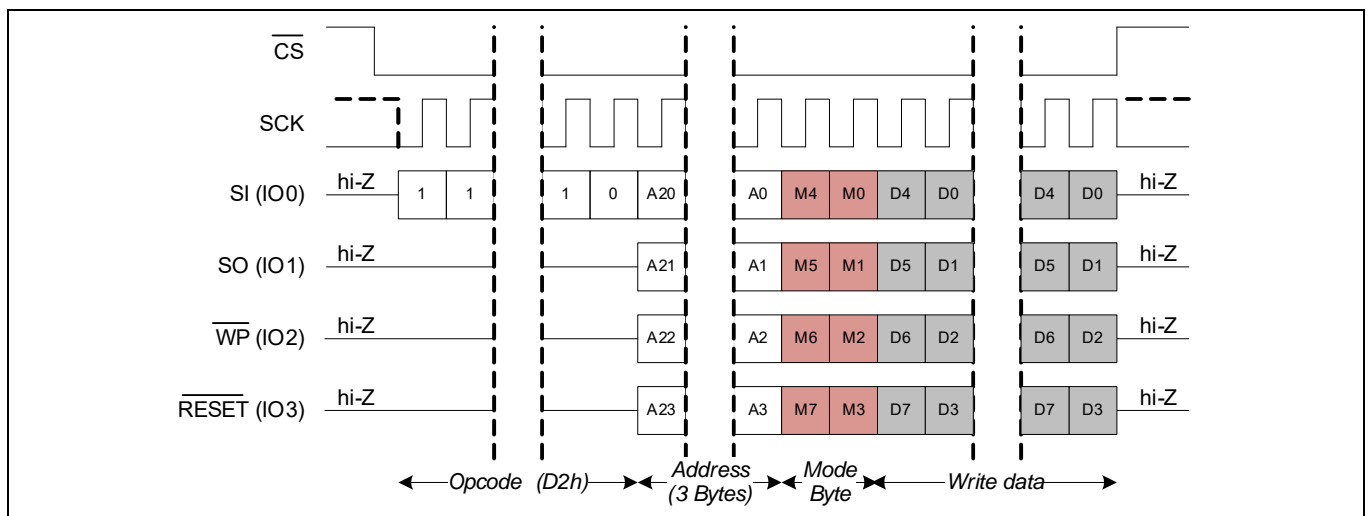 CS
SCK
SI (IO0) hi-Z 1 1 1 0 A20 A0 M4 M0 D4 D0 D4 D0 hi-Z
SO (IO1) hi-Z A21 A1 M5 M1 D5 D1 D5 D1 hi-Z
WP (IO2) hi-Z A22 A2 M6 M2 D6 D2 D6 D2 hi-Z
RESET (IO3) hi-Z A23 A3 M7 M3 D7 D3 D7 D3 hi-Z
Opcode (D2h) Address Mode Write data
(3 Bytes) Byte